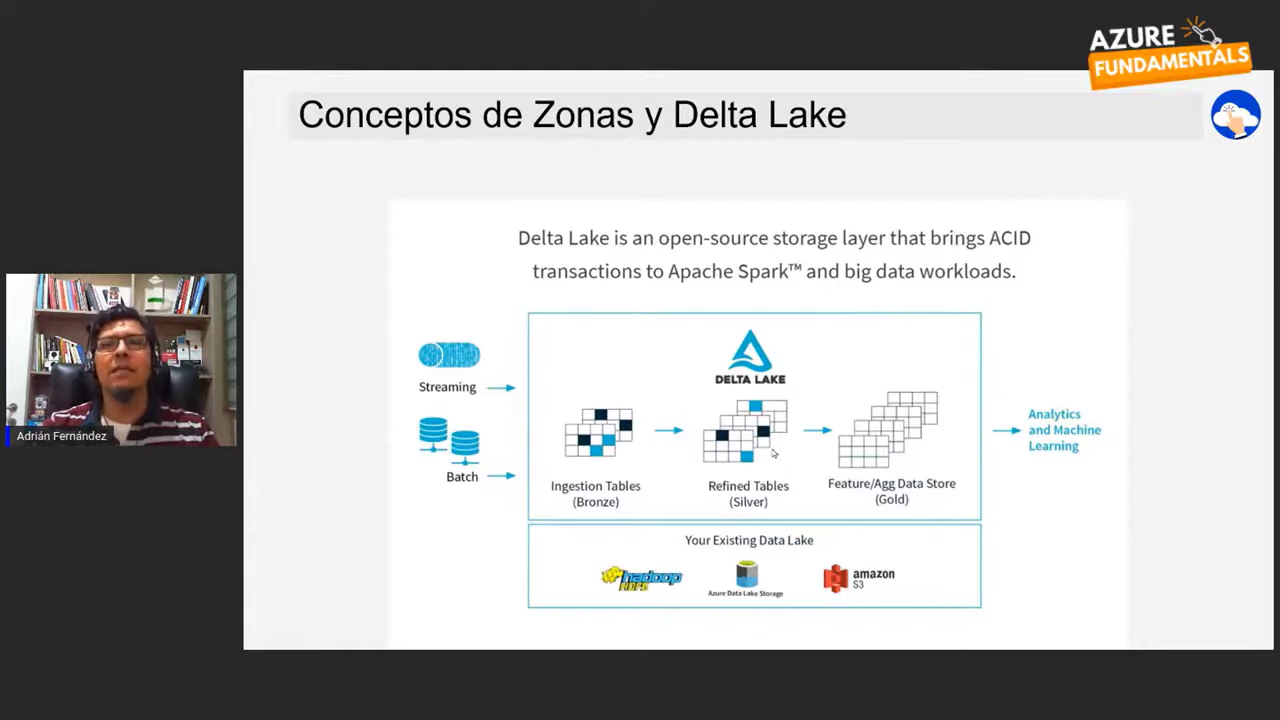 AZURE
FUNDAMENTALS
Conceptos de Zonas y Delta Lake
Delta Lake is an open-source storage layer that brings ACID
transactions to Apache Spark™ and big data workloads.
Streaming
Batch
DELTA LAKE
Ingestion Tables
(Bronze)
Refined Tables
(Silver)
Feature/Agg Data Store
(Gold)
Analytics
and Machine
Learning
Your Existing Data Lake
hadoop
HDFS
Azure Data Lake Storage
amazon
S3
Adrián Fernández